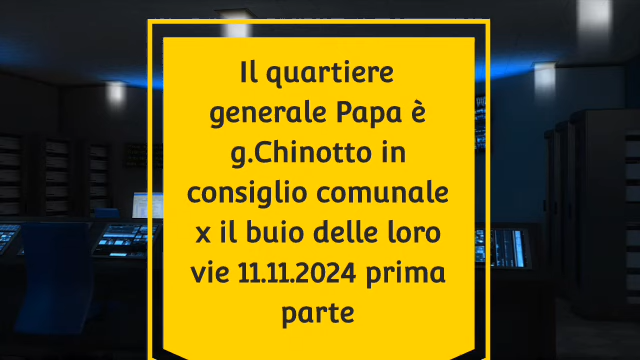 Il quartiere
generale Papa è
g.Chinotto in
consiglio comunale
x il buio delle loro
vie 11.11.2024 prima
parte